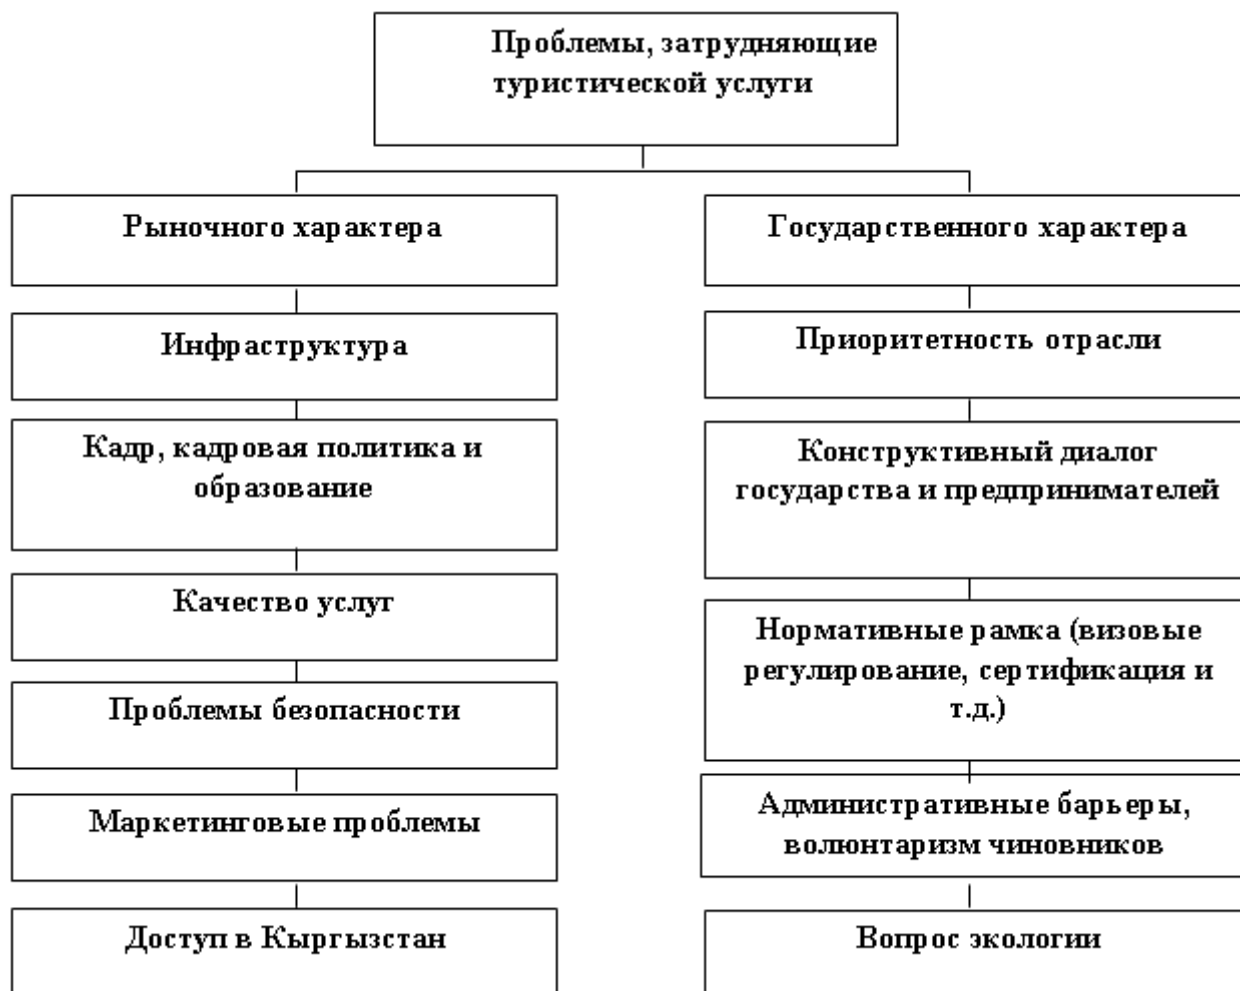 Проблемы, затрудняющие
туристической услуги
Рыночного характера
Инфраструктура
Кадр, кадровая политика и
образование
Качество услуг
Проблемы безопасности
Маркетинговые проблемы
Доступ в Кыргызстан
Государственного характера
Приоритетность отрасли
Конструктивный диалог
государства и предпринимателей
Нормативные рамка (визовые
регулирование, сертификация и
т.д.)
Административные барьеры,
волюнтаризм чиновников
Вопрос экологии